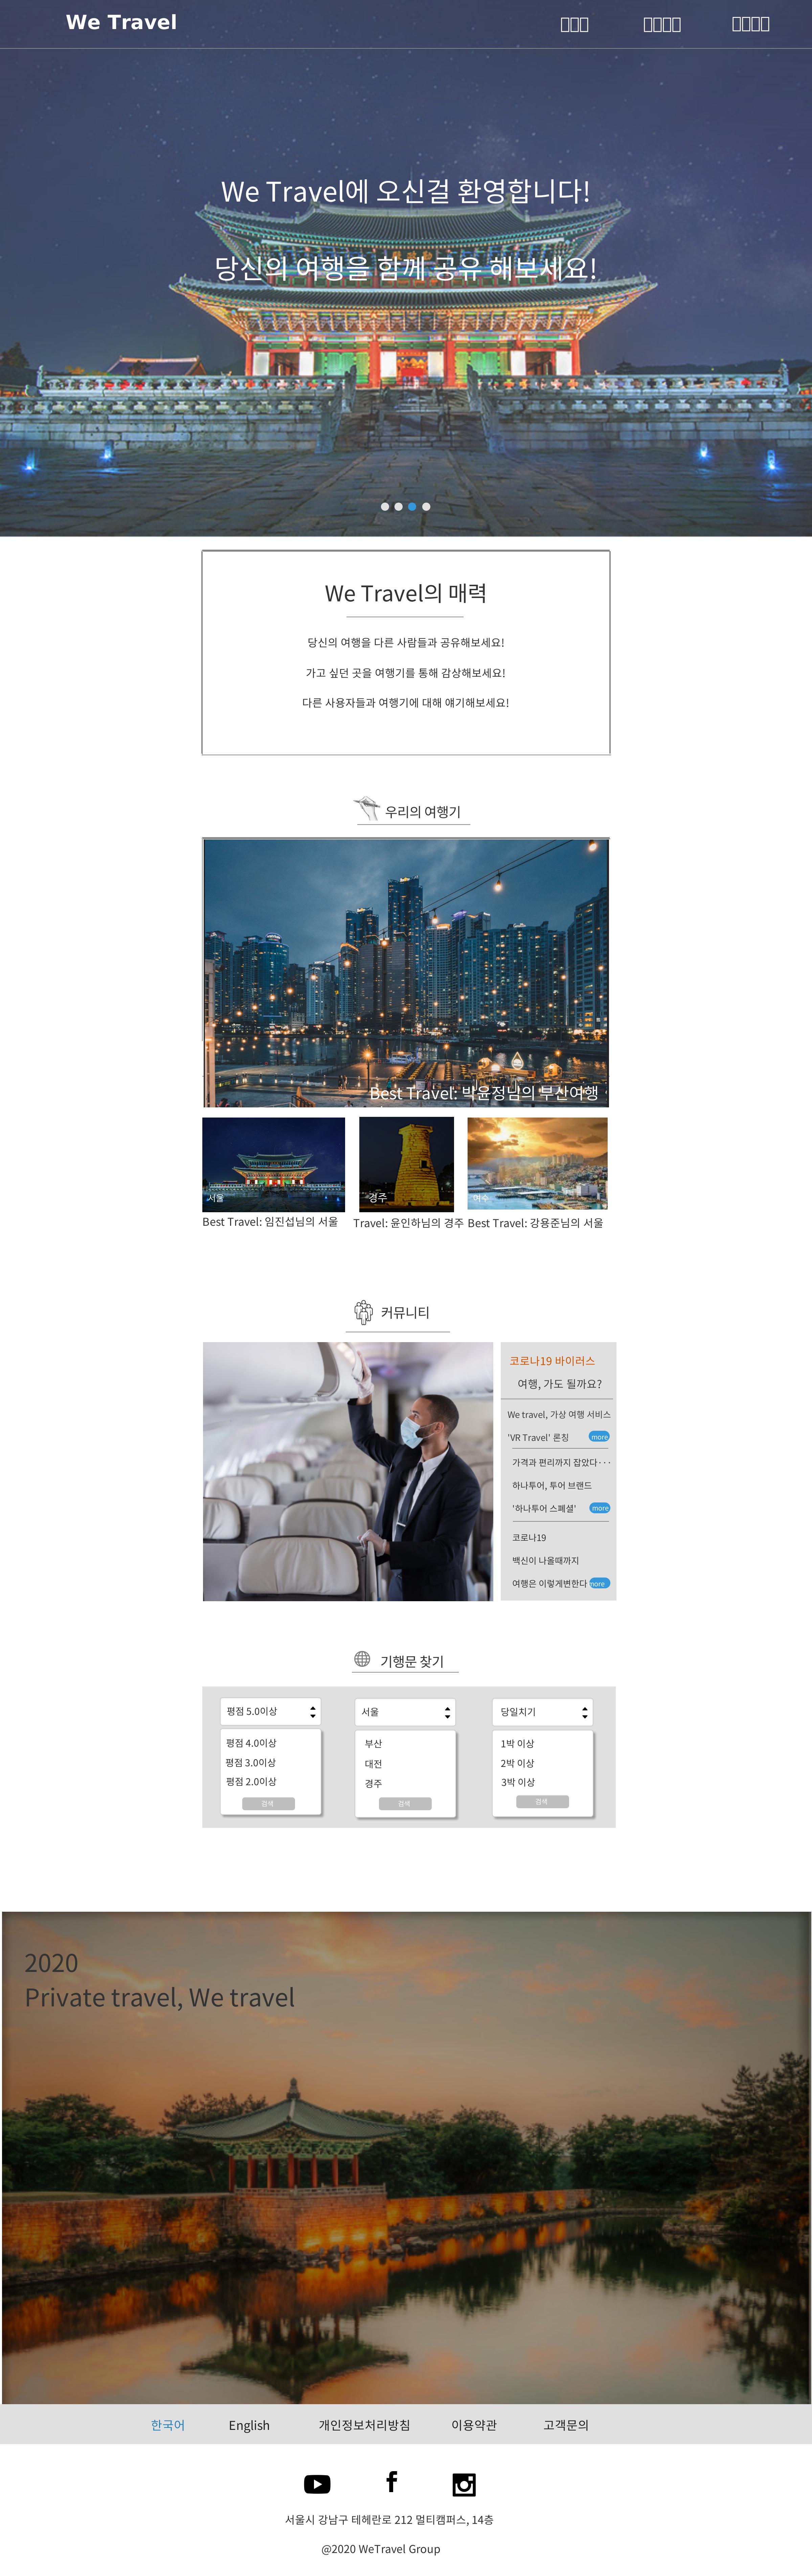 We Travel
We Travel에 오신걸 환영합니다!
당신의 여행을 함께 공유 해보세요!
We Travel의 매력
당신의 여행을 다른 사람들과 공유해보세요!
가고 싶던 곳을 여행기를 통해 감상해보세요!
다른 사용자들과 여행기에 대해 얘기해보세요!
우리의 여행기
Best Travel: 박윤정님의 부산여행
서울
경주
여수
Best Travel: 임진섭님의 서울
Travel: 윤인하님의 경주
Best Travel: 강용준님의 서울
커뮤니티
코로나19 바이러스
여행, 가도 될까요?
We travel, 가상 여행 서비스
'VR Travel' 론칭 more
가격과 편리까지 잡았다···
하나투어, 투어 브랜드
'하나투어 스페셜' more
코로나19
백신이 나올때까지
여행은 이렇게변한다 more
기행문 찾기
평점 5.0이상
평점 4.0이상
평점 3.0이상
평점 2.0이상
검색
서울
부산
대전
경주
검색
당일치기
1박 이상
2박 이상
3박 이상
검색
2020
Private travel, We travel
한국어 English 개인정보처리방침 이용약관 고객문의
서울시 강남구 테헤란로 212 멀티캠퍼스, 14층
@2020 WeTravel Group